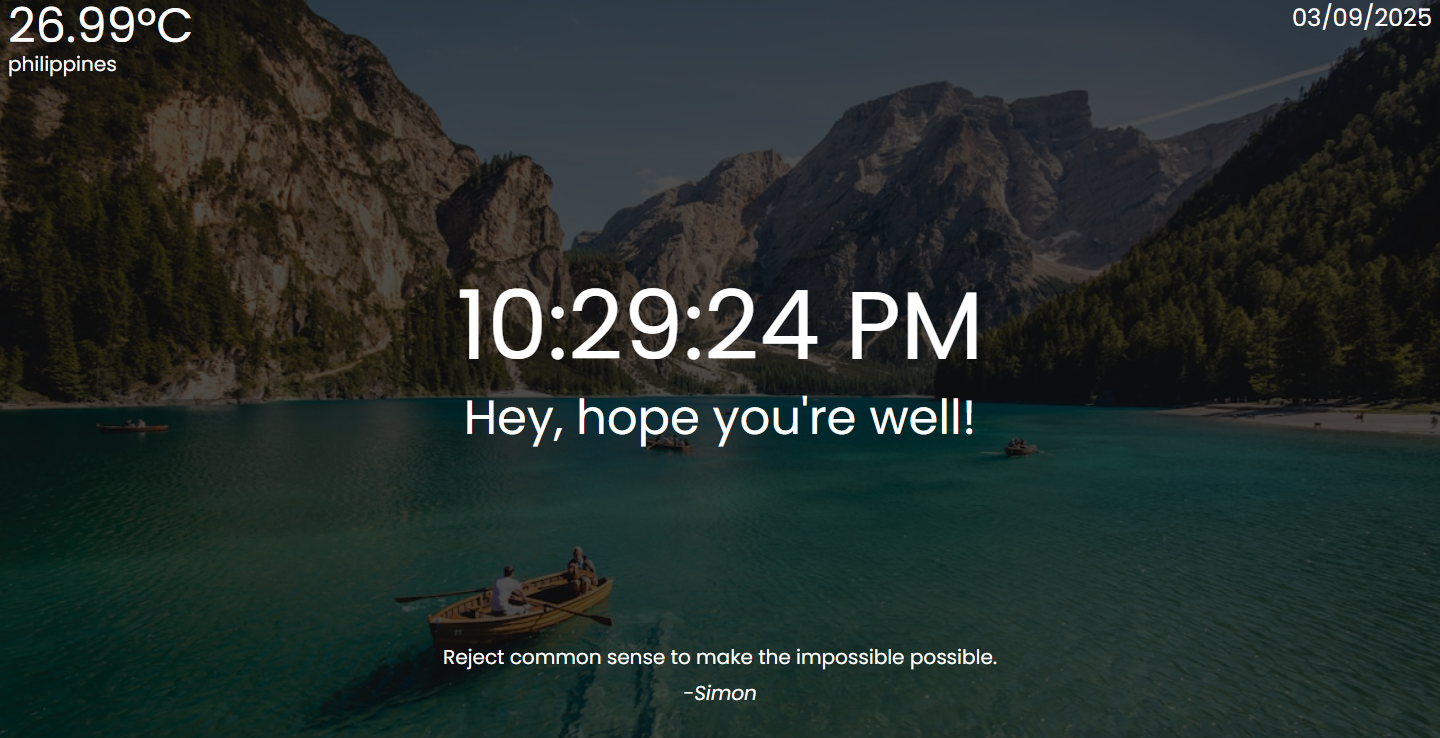 26.99°C
philippines
03/09/2025
10:29:24 PM
Hey, hope you're well!
Reject common sense to make the impossible possible.
-Simon